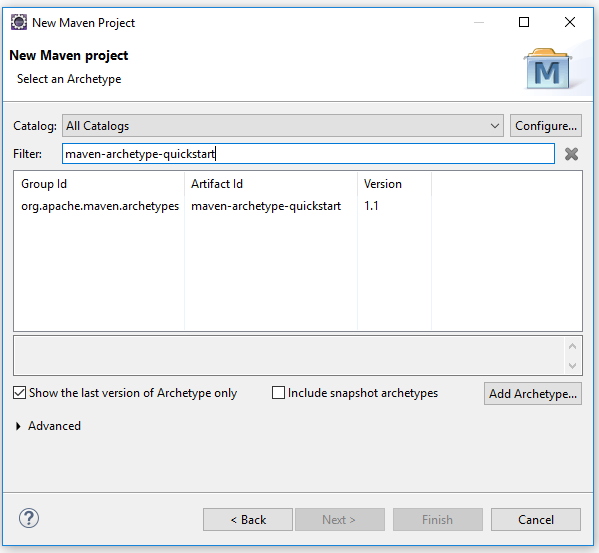 New Maven Project
New Maven project
Select an Archetype
M
Catalog: All Catalogs Configure...
Filter: maven-archetype-quickstart
Group Id Artifact Id Version
org.apache.maven.archetypes maven-archetype-quickstart 1.1
Show the last version of Archetype only Include snapshot archetypes Add Archetype...
Advanced
? < Back Next > Finish Cancel